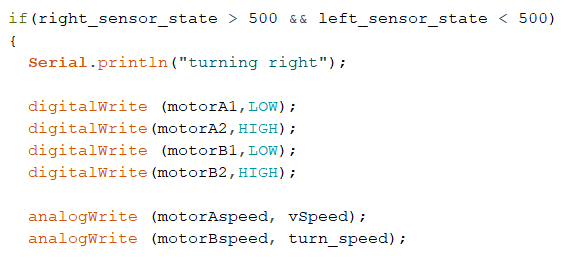 if(right_sensor_state > 500 && left_sensor_state < 500)
{
Serial.println("turning right");
digitalWrite (motorA1,LOW);
digitalWrite(motorA2,HIGH);
digitalWrite (motorB1,LOW);
digitalWrite(motorB2,HIGH);
analogWrite (motorAspeed, vSpeed);
analogWrite (motorBspeed, turn_speed);